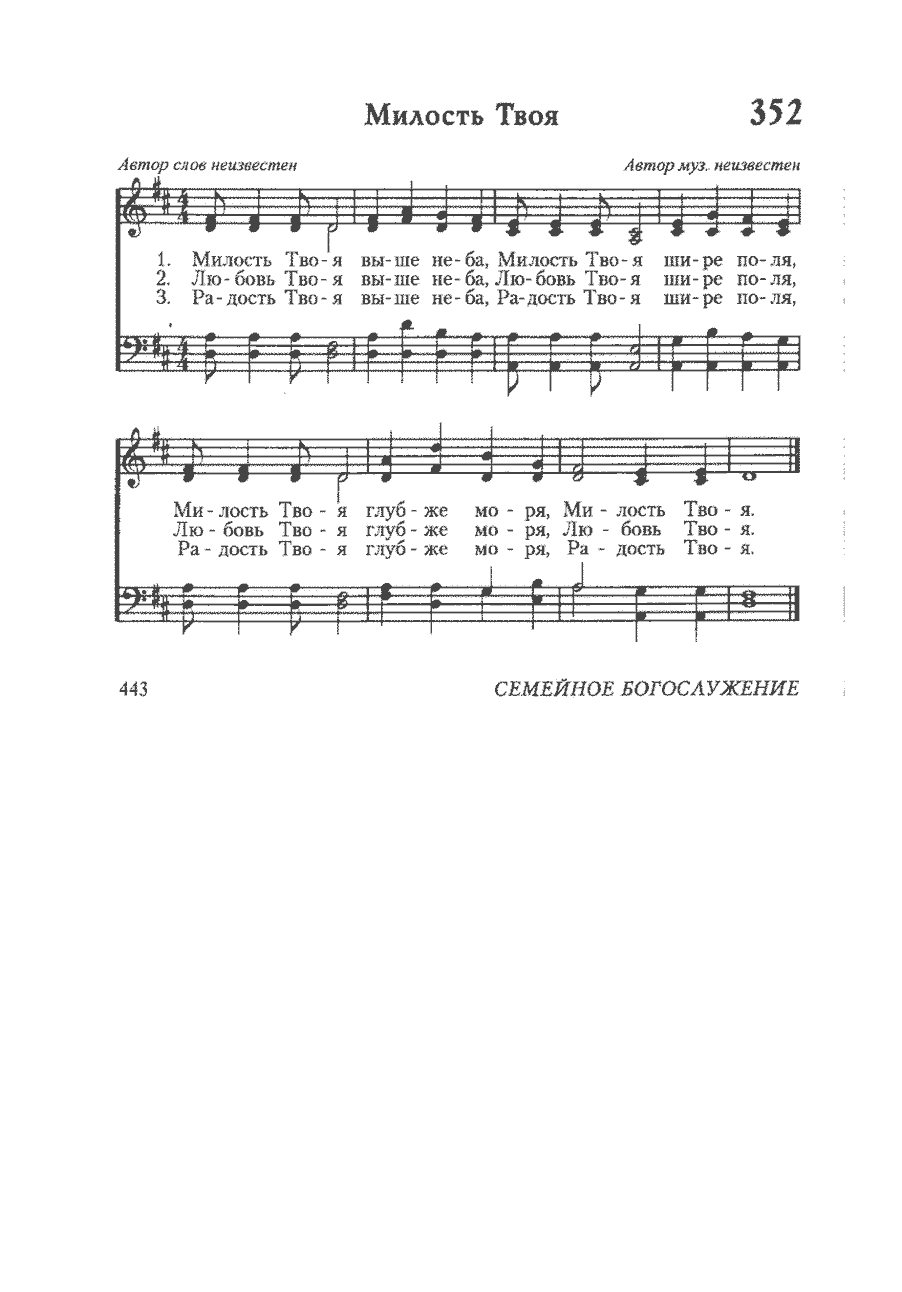 Милость Твоя 352
Автор слов неизвестен Автор муз. неизвестен
4
4
1. Милость Тво-я вы-ше не-ба, Милость Тво-я ши-ре по-ля,
2. Лю-бовь Тво-я вы-ше не-ба, Лю-бовь Тво-я ши-ре по-ля,
3. Ра-дость Тво-я вы-ше не-ба, Ра-дость Тво-я ши-ре по-ля,
4
4
Ми-лость Тво-я глуб-же мо-ря, Ми-лость Тво-я.
Лю-бовь Тво-я глуб-же мо-ря, Лю-бовь Тво-я.
Ра-дость Тво-я глуб-же мо-ря, Ра-дость Тво-я.
443 СЕМЕЙНОЕ БОГОСЛУЖЕНИЕ